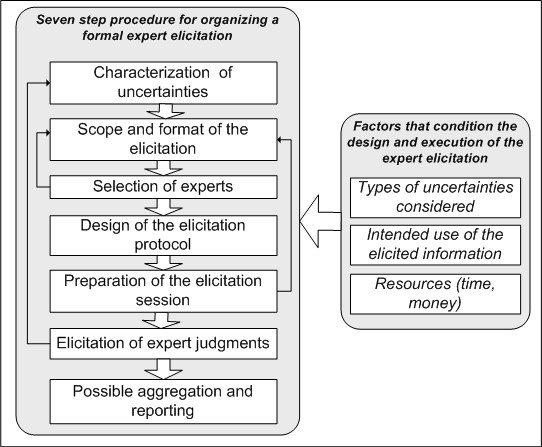 Seven step procedure for organizing a
formal expert elicitation
Characterization of
uncertainties
Scope and format of the
elicitation
Selection of experts
Design of the elicitation
protocol
Preparation of the elicitation
session
Elicitation of expert judgments
Possible aggregation and
reporting
Factors that condition the
design and execution of the
expert elicitation
Types of uncertainties
considered
Intended use of the
elicited information
Resources (time,
money)